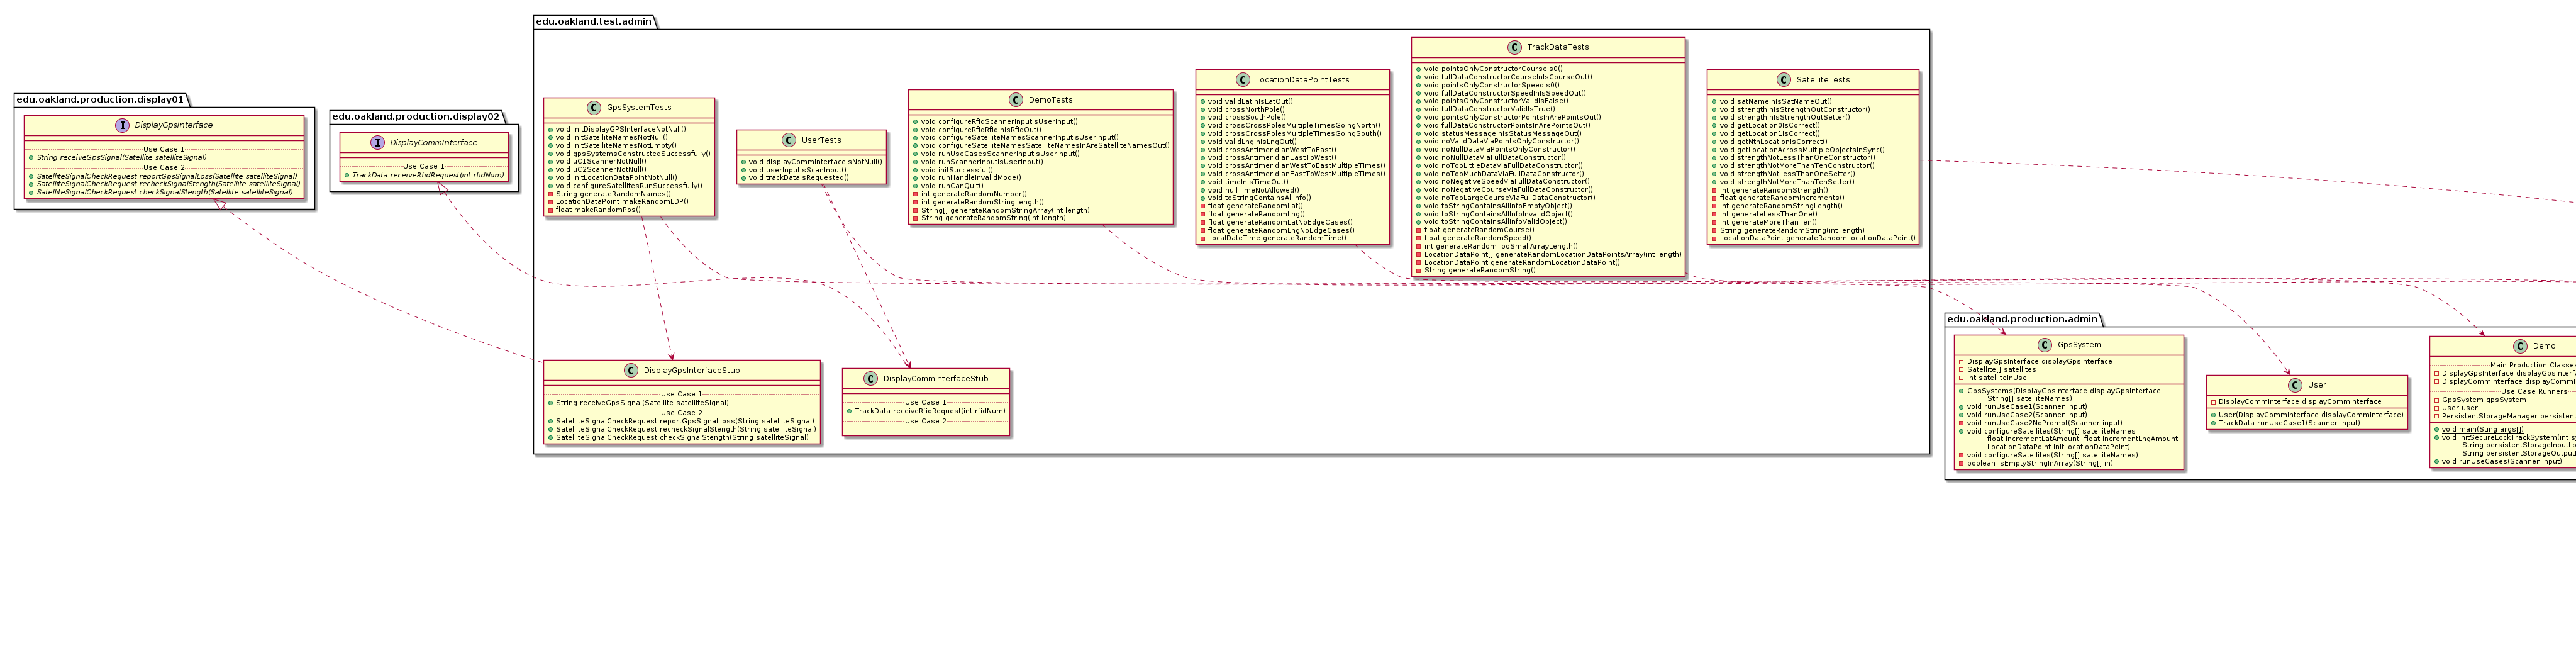 edu.oakland.test.admin
edu.oakland.production.display01
DisplayGpsInterface
Use Case 1
String receiveGpsSignal(Satellite satelliteSignal)
Use Case 2
SatelliteSignalCheckRequest reportGpsSignalLoss(Satellite satelliteSignal)
SatelliteSignalCheckRequest recheckSignalStength(Satellite satelliteSignal)
SatelliteSignalCheckRequest checkSignalStength(Satellite satelliteSignal)
edu.oakland.production.display02
DisplayCommInterface
Use Case 1
TrackData receiveRfidRequest(int rfidNum)
GpsSystemTests
void initDisplayGPSInterfaceNotNull()
void initSatelliteNamesNotNull()
void initSatelliteNamesNotEmpty()
void gpsSystemsConstructedSuccessfully()
void uC1ScannerNotNull()
void uC2ScannerNotNull()
void initLocationDataPointNotNull()
void configureSatellitesRunSuccessfully()
String generateRandomNames()
LocationDataPoint makeRandomLDP()
float makeRandomPos()
UserTests
void displayCommInterfaceIsNotNull()
void userInputIsScanInput()
void trackDataIsRequested()
DemoTests
void configureRfidScannerInputIsUserInput()
void configureRfidRfidInIsRfidOut()
void configureSatelliteNamesScannerInputIsUserInput()
void configureSatelliteNamesSatelliteNamesInAreSatelliteNamesOut()
void runUseCasesScannerInputIsUserInput()
void runScannerInputIsUserInput()
void initSuccessful()
void runHandleInvalidMode()
void runCanQuit()
int generateRandomNumber()
int generateRandomStringLength()
String[] generateRandomStringArray(int length)
String generateRandomString(int length)
LocationDataPointTests
void validLatInIsLatOut()
void crossNorthPole()
void crossSouthPole()
void crossCrossPolesMultipleTimesGoingNorth()
void crossCrossPolesMultipleTimesGoingSouth()
void validLngInIsLngOut()
void crossAntimeridianWestToEast()
void crossAntimeridianEastToWest()
void crossAntimeridianWestToEastMultipleTimes()
void crossAntimeridianEastToWestMultipleTimes()
void timeInIsTimeOut()
void nullTimeNotAllowed()
void toStringContainsAllInfo()
float generateRandomLat()
float generateRandomLng()
float generateRandomLatNoEdgeCases()
float generateRandomLngNoEdgeCases()
LocalDateTime generateRandomTime()
TrackDataTests
void pointsOnlyConstructorCourseIs0()
void fullDataConstructorCourseInIsCourseOut()
void pointsOnlyConstructorSpeedIs0()
void fullDataConstructorSpeedInIsSpeedOut()
void pointsOnlyConstructorValidIsFalse()
void fullDataConstructorValidIsTrue()
void pointsOnlyConstructorPointsInArePointsOut()
void fullDataConstructorPointsInArePointsOut()
void statusMessageInIsStatusMessageOut()
void noValidDataViaPointsOnlyConstructor()
void noNullDataViaPointsOnlyConstructor()
void noNullDataViaFullDataConstructor()
void noTooLittleDataViaFullDataConstructor()
void noTooMuchDataViaFullDataConstructor()
void noNegativeSpeedViaFullDataConstructor()
void noNegativeCourseViaFullDataConstructor()
void noTooLargeCourseViaFullDataConstructor()
void toStringContainsAllInfoEmptyObject()
void toStringContainsAllInfoInvalidObject()
void toStringContainsAllInfoValidObject()
float generateRandomCourse()
float generateRandomSpeed()
int generateRandomTooSmallArrayLength()
LocationDataPoint[] generateRandomLocationDataPointsArray(int length)
LocationDataPoint generateRandomLocationDataPoint()
String generateRandomString()
SatelliteTests
void satNameInIsSatNameOut()
void strengthInIsStrengthOutConstructor()
void strengthInIsStrengthOutSetter()
void getLocation0IsCorrect()
void getLocation1IsCorrect()
void getNthLocationIsCorrect()
void getLocationAcrossMultipleObjectsInSync()
void strengthNotLessThanOneConstructor()
void strengthNotMoreThanTenConstructor()
void strengthNotLessThanOneSetter()
void strengthNotMoreThanTenSetter()
int generateRandomStrength()
float generateRandomIncrements()
int generateRandomStringLength()
int generateLessThanOne()
int generateMoreThanTen()
String generateRandomString(int length)
LocationDataPoint generateRandomLocationDataPoint()
DisplayGpsInterfaceStub
Use Case 1
String receiveGpsSignal(Satellite satelliteSignal)
Use Case 2
SatelliteSignalCheckRequest reportGpsSignalLoss(String satelliteSignal)
SatelliteSignalCheckRequest recheckSignalStength(String satelliteSignal)
SatelliteSignalCheckRequest checkSignalStength(String satelliteSignal)
DisplayCommInterfaceStub
Use Case 1
TrackData receiveRfidRequest(int rfidNum)
Use Case 2
edu.oakland.production.admin
GpsSystem
DisplayGpsInterface displayGpsInterface
Satellite[] satellites
int satelliteInUse
GpsSystems(DisplayGpsInterface displayGpsInterface,
String[] satelliteNames)
void runUseCase1(Scanner input)
void runUseCase2(Scanner input)
void runUseCase2NoPrompt(Scanner input)
void configureSatellites(String[] satelliteNames
float incrementLatAmount, float incrementLngAmount,
LocationDataPoint initLocationDataPoint)
void configureSatellites(String[] satelliteNames)
boolean isEmptyStringInArray(String[] in)
User
DisplayCommInterface displayCommInterface
User(DisplayCommInterface displayCommInterface)
TrackData runUseCase1(Scanner input)
Demo
Main Production Classes
DisplayGpsInterface displayGpsInterfa
DisplayCommInterface displayCommI
Use Case Runners
GpsSystem gpsSystem
User user
PersistentStorageManager persistent
void main(String args[])
void initSecureLockTrackSystem(int sy
String persistentStorageInputLo
String persistentStorageOutputl
void runUseCases(Scanner input)